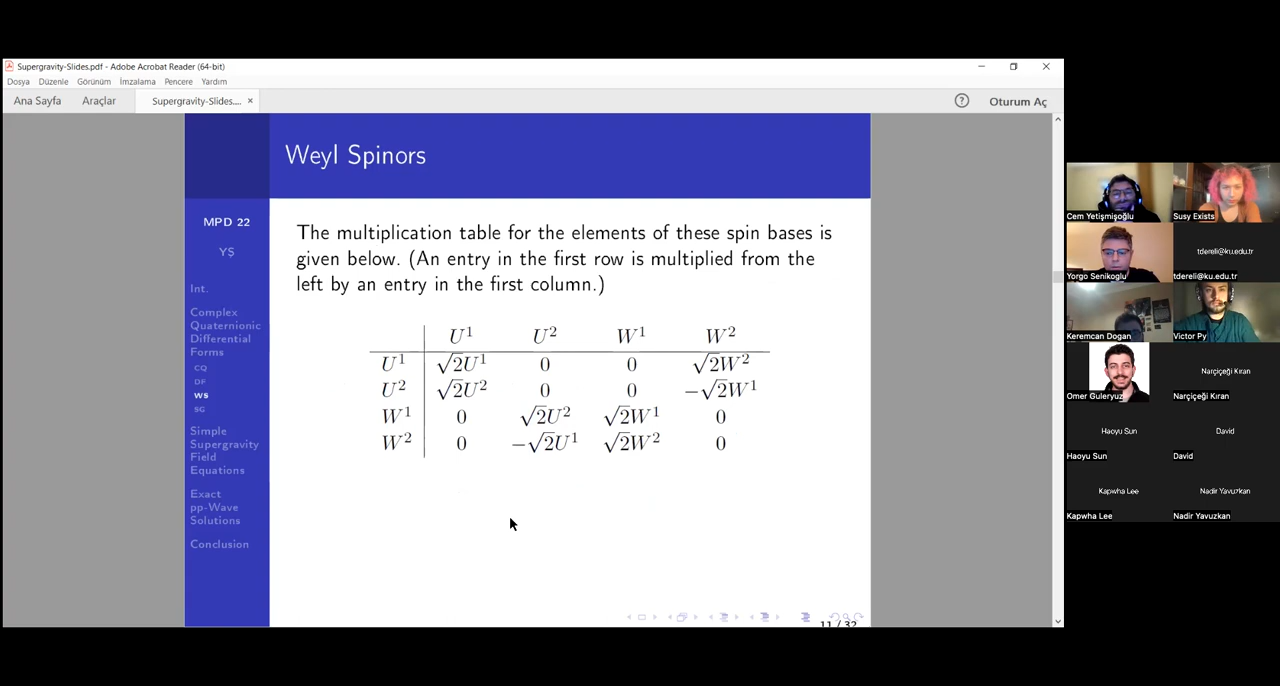 Supergravity-Slides.pdf - Adobe Acrobat Reader (64-bit)
Dosya Düzenle Görünüm İmzalama Pencere Yardım
Ana Sayfa Araçlar Supergravity-Slides.... × ? Oturum Aç
Weyl Spinors
MPD 22
YŞ
Int.
Complex
Quaternionic
Differential
Forms
CQ
DF
WS
SG
Simple
Supergravity
Field
Equations
Exact
pp-Wave
Solutions
Conclusion
The multiplication table for the elements of these spin bases is
given below. (An entry in the first row is multiplied from the
left by an entry in the first column.)
U¹ U² W¹ W²
U¹ √2U¹ 0 0 √2W²
U² √2U² 0 0 −√2W¹
W¹ 0 √2U² √2W¹ 0
W² 0 −√2U¹ √2W² 0
11 / 32
Cem Yetişmişoğlu
Susy Exists
Yorgo Senikoglu
tdereli@ku.edu.tr
tdereli@ku.edu.tr
Keremcan Dogan
Victor Py
Omer Guleryuz
Narçiçeği Kıran
Narçiçeği Kıran
Haoyu Sun
Haoyu Sun
David
David
Kapwha Lee
Kapwha Lee
Nadir Yavuzkan
Nadir Yavuzkan